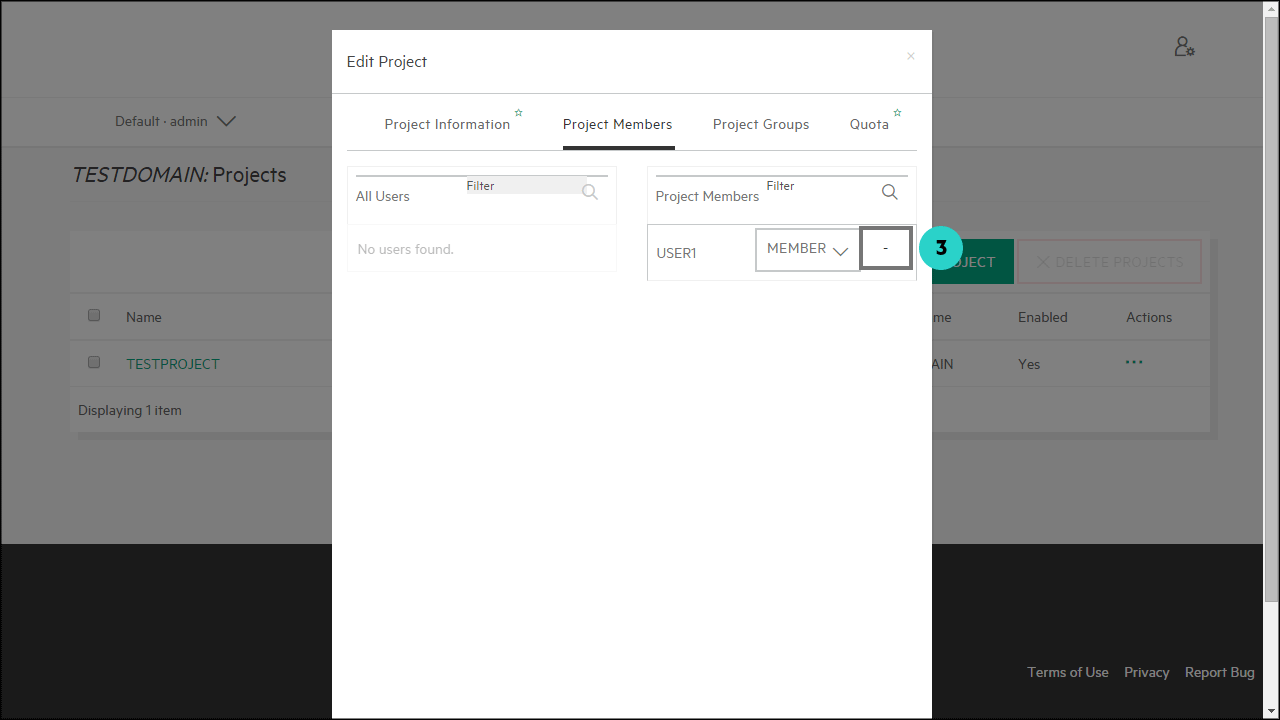 Edit Project ×
Default · admin
Project Information Project Members Project Groups Quota
TESTDOMAIN: Projects
All Users Filter
Project Members Filter
No users found.
USER1 MEMBER - 3
OJECT DELETE PROJECTS
Name me Enabled Actions
TESTPROJECT AIN Yes
Displaying 1 item
Terms of Use Privacy Report Bug